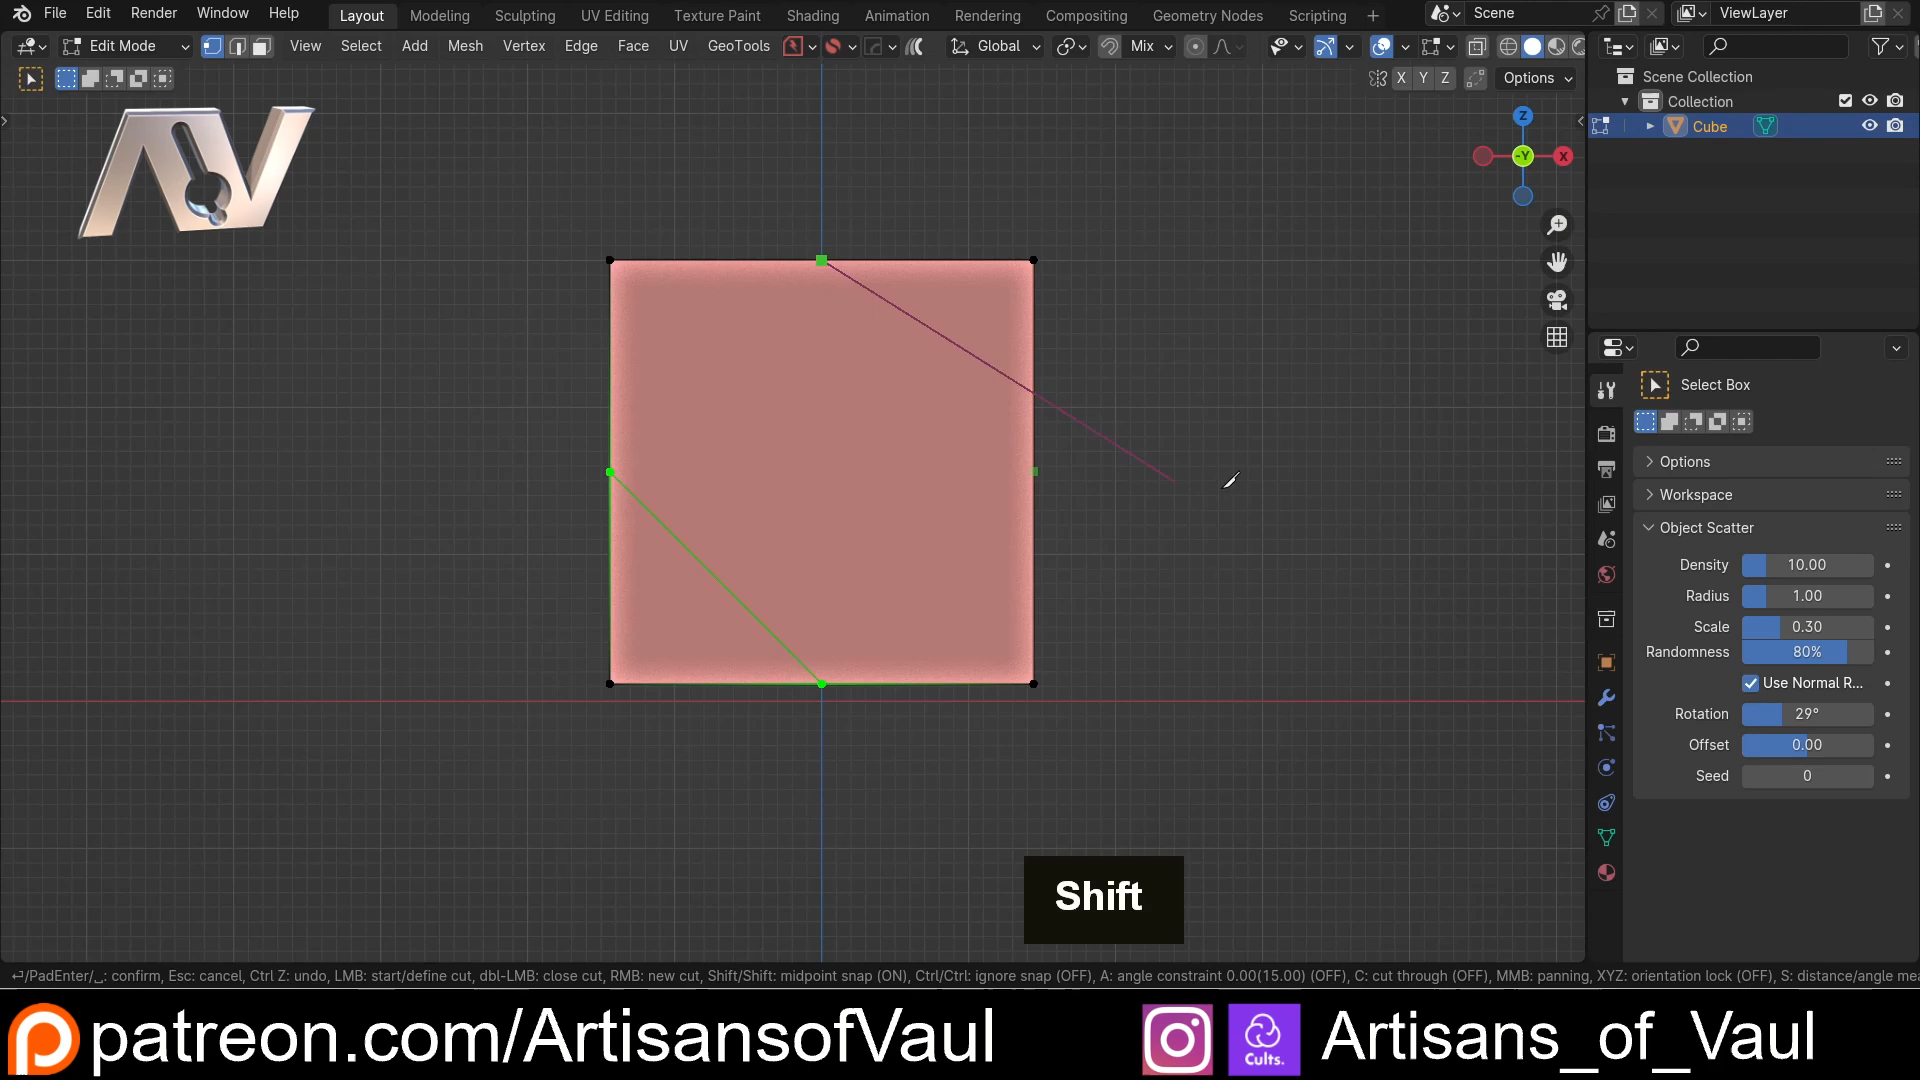 File Edit Render Window Help Layout Modeling Sculpting UV Editing Texture Paint Shading Animation Rendering Compositing Geometry Nodes Scripting + Scene ViewLayer
Edit Mode View Select Add Mesh Vertex Edge Face UV GeoTools Global Mix
X Y Z Options
Scene Collection
Collection
Cube
Z
-Y X
AV
Select Box
Options
Workspace
Object Scatter
Density 10.00
Radius 1.00
Scale 0.30
Randomness 80%
Use Normal R...
Rotation 29°
Offset 0.00
Seed 0
Shift
⏎/PadEnter/␣: confirm, Esc: cancel, Ctrl Z: undo, LMB: start/define cut, dbl-LMB: close cut, RMB: new cut, Shift/Shift: midpoint snap (ON), Ctrl/Ctrl: ignore snap (OFF), A: angle constraint 0.00(15.00) (OFF), C: cut through (OFF), MMB: panning, XYZ: orientation lock (OFF), S: distance/angle mea
patreon.com/ArtisansofVaul Cults. Artisans_of_Vaul